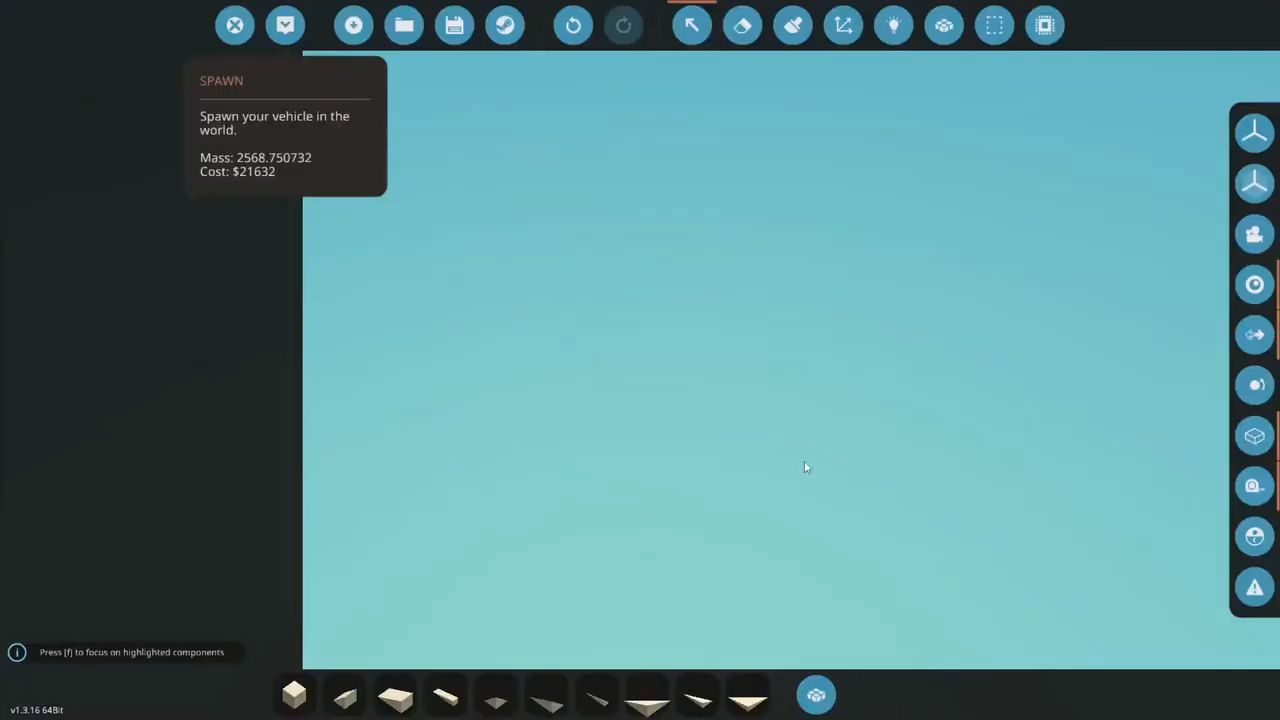 SPAWN
Spawn your vehicle in the
world.
Mass: 2568.750732
Cost: $21632
Press [f] to focus on highlighted components
v1.3.16 64Bit